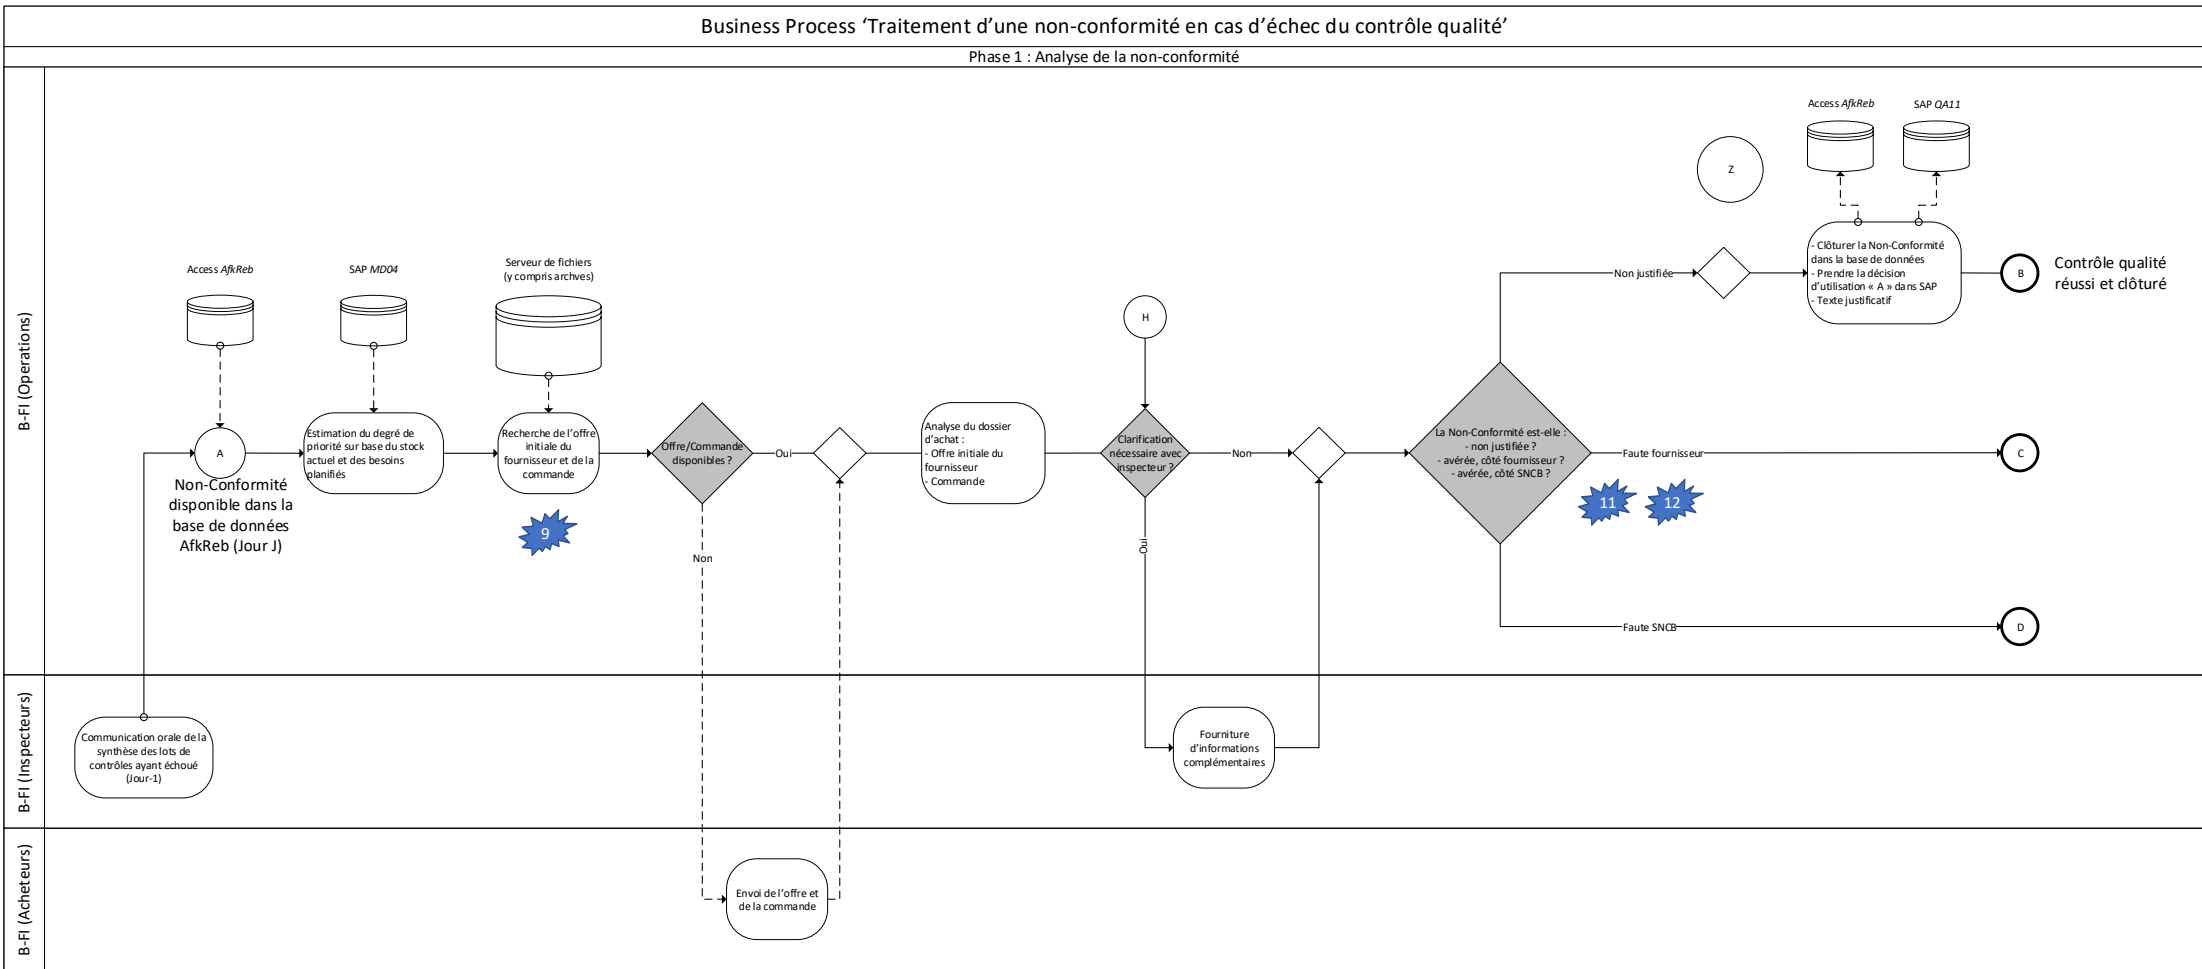 Business Process ‘Traitement d’une non-conformité en cas d’échec du contrôle qualité’
Phase 1 : Analyse de la non-conformité
B-FI (Operations)
Access AfkReb
A
Non-Conformité
disponible dans la
base de données
AfkReb (Jour J)
SAP MD04
Estimation du degré de
priorité sur base du stock
actuel et des besoins
planifiés
Serveur de fichiers
(y compris archves)
Recherche de l’offre
initiale du
fournisseur et de la
commande
9
Offre/Commande
disponibles ?
Oui
Non
Analyse du dossier
d’achat :
- Offre initiale du
fournisseur
- Commande
H
Clarification
nécessaire avec
inspecteur ?
Non
Oui
La Non-Conformité est-elle :
- non justifiée ?
- avérée, côté fournisseur ?
- avérée, côté SNCB ?
Non justifiée
Z
Access AfkReb
SAP QA11
- Clôturer la Non-Conformité
dans la base de données
- Prendre la décision
d’utilisation « A » dans SAP
- Texte justificatif
B
Contrôle qualité
réussi et clôturé
Faute fournisseur
11
12
C
Faute SNCB
D
B-FI (Inspecteurs)
Communication orale de la
synthèse des lots de
contrôles ayant échoué
(Jour-1)
Fourniture
d’informations
complémentaires
B-FI (Acheteurs)
Envoi de l’offre et
de la commande